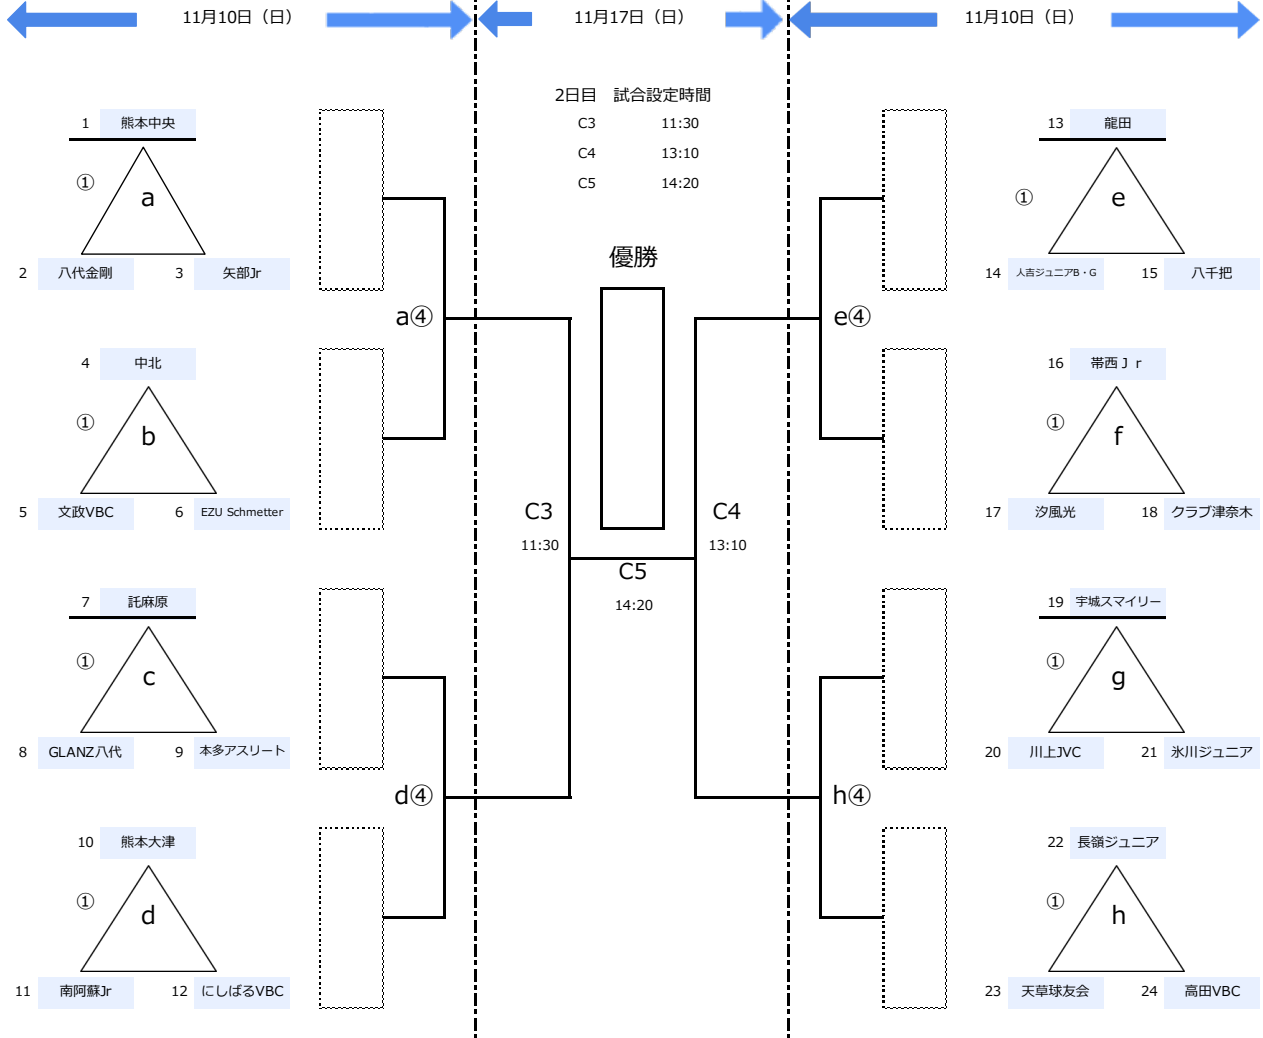 11月10日（日）
11月17日（日）
11月10日（日）
2日目 試合設定時間
C3 11:30
C4 13:10
C5 14:20
優勝
1 熊本中央
①
a
2 八代金剛 3 矢部Jr
a④
4 中北
①
b
5 文政VBC 6 EZU Schmetter
7 託麻原
①
c
8 GLANZ八代 9 本多アスリート
d④
10 熊本大津
①
d
11 南阿蘇Jr 12 にしばるVBC
C3
11:30
C4
13:10
C5
14:20
13 龍田
①
e
14 人吉ジュニアB・G 15 八千把
e④
16 帯西Ｊｒ
①
f
17 汐風光 18 クラブ津奈木
19 宇城スマイリー
①
g
20 川上JVC 21 氷川ジュニア
h④
22 長嶺ジュニア
①
h
23 天草球友会 24 高田VBC